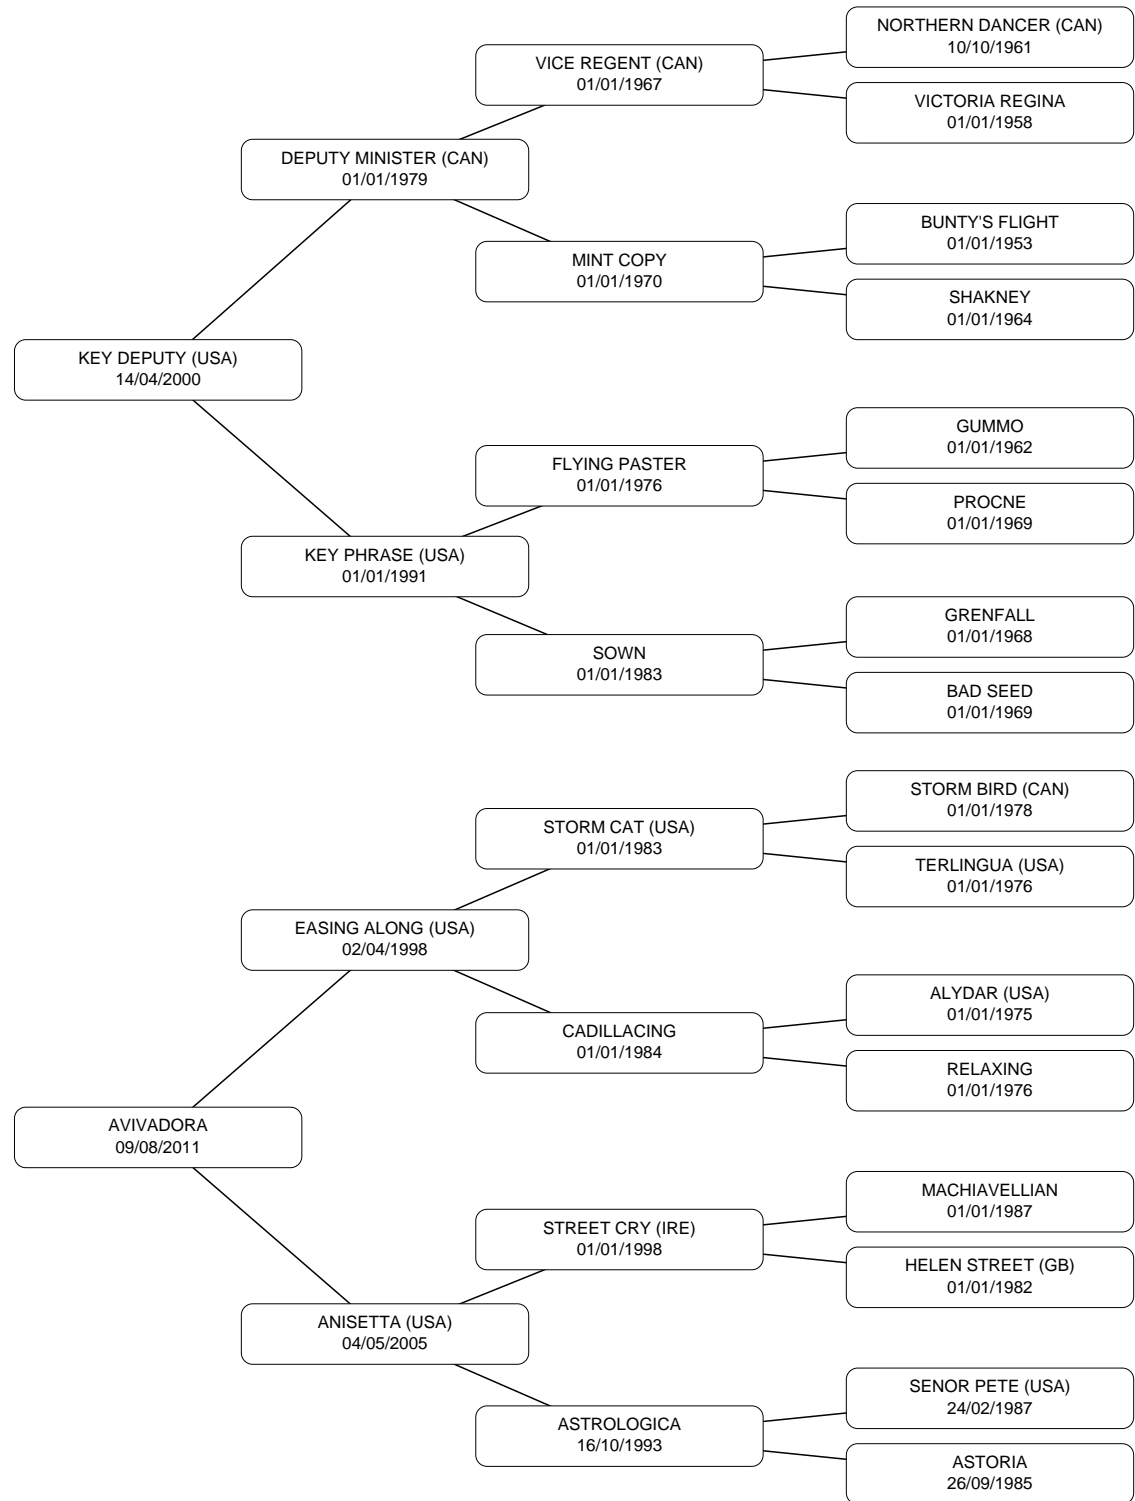 NORTHERN DANCER (CAN)
10/10/1961
VICE REGENT (CAN)
01/01/1967
VICTORIA REGINA
01/01/1958
DEPUTY MINISTER (CAN)
01/01/1979
BUNTY'S FLIGHT
01/01/1953
MINT COPY
01/01/1970
SHAKNEY
01/01/1964
KEY DEPUTY (USA)
14/04/2000
GUMMO
01/01/1962
FLYING PASTER
01/01/1976
PROCNE
01/01/1969
KEY PHRASE (USA)
01/01/1991
GRENFALL
01/01/1968
SOWN
01/01/1983
BAD SEED
01/01/1969
STORM BIRD (CAN)
01/01/1978
STORM CAT (USA)
01/01/1983
TERLINGUA (USA)
01/01/1976
EASING ALONG (USA)
02/04/1998
ALYDAR (USA)
01/01/1975
CADILLACING
01/01/1984
RELAXING
01/01/1976
AVIVADORA
09/08/2011
MACHIAVELLIAN
01/01/1987
STREET CRY (IRE)
01/01/1998
HELEN STREET (GB)
01/01/1982
ANISETTA (USA)
04/05/2005
SENOR PETE (USA)
24/02/1987
ASTROLOGICA
16/10/1993
ASTORIA
26/09/1985